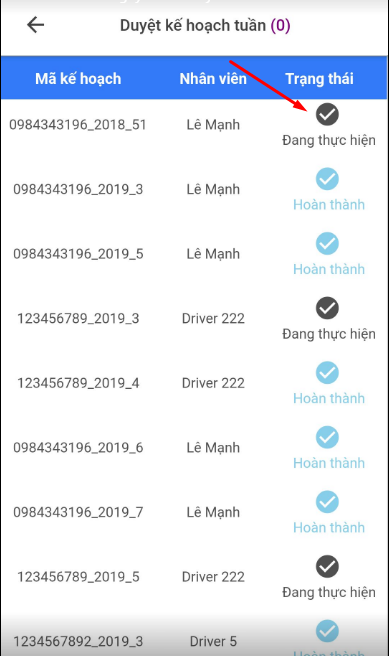 Duyệt kế hoạch tuần (0)
Mã kế hoạch Nhân viên Trạng thái
0984343196_2018_51 Lê Mạnh Đang thực hiện
0984343196_2019_3 Lê Mạnh Hoàn thành
0984343196_2019_5 Lê Mạnh Hoàn thành
123456789_2019_3 Driver 222 Đang thực hiện
123456789_2019_4 Driver 222 Hoàn thành
0984343196_2019_6 Lê Mạnh Hoàn thành
0984343196_2019_7 Lê Mạnh Hoàn thành
123456789_2019_5 Driver 222 Đang thực hiện
1234567892_2019_3 Driver 5 Hoàn thành